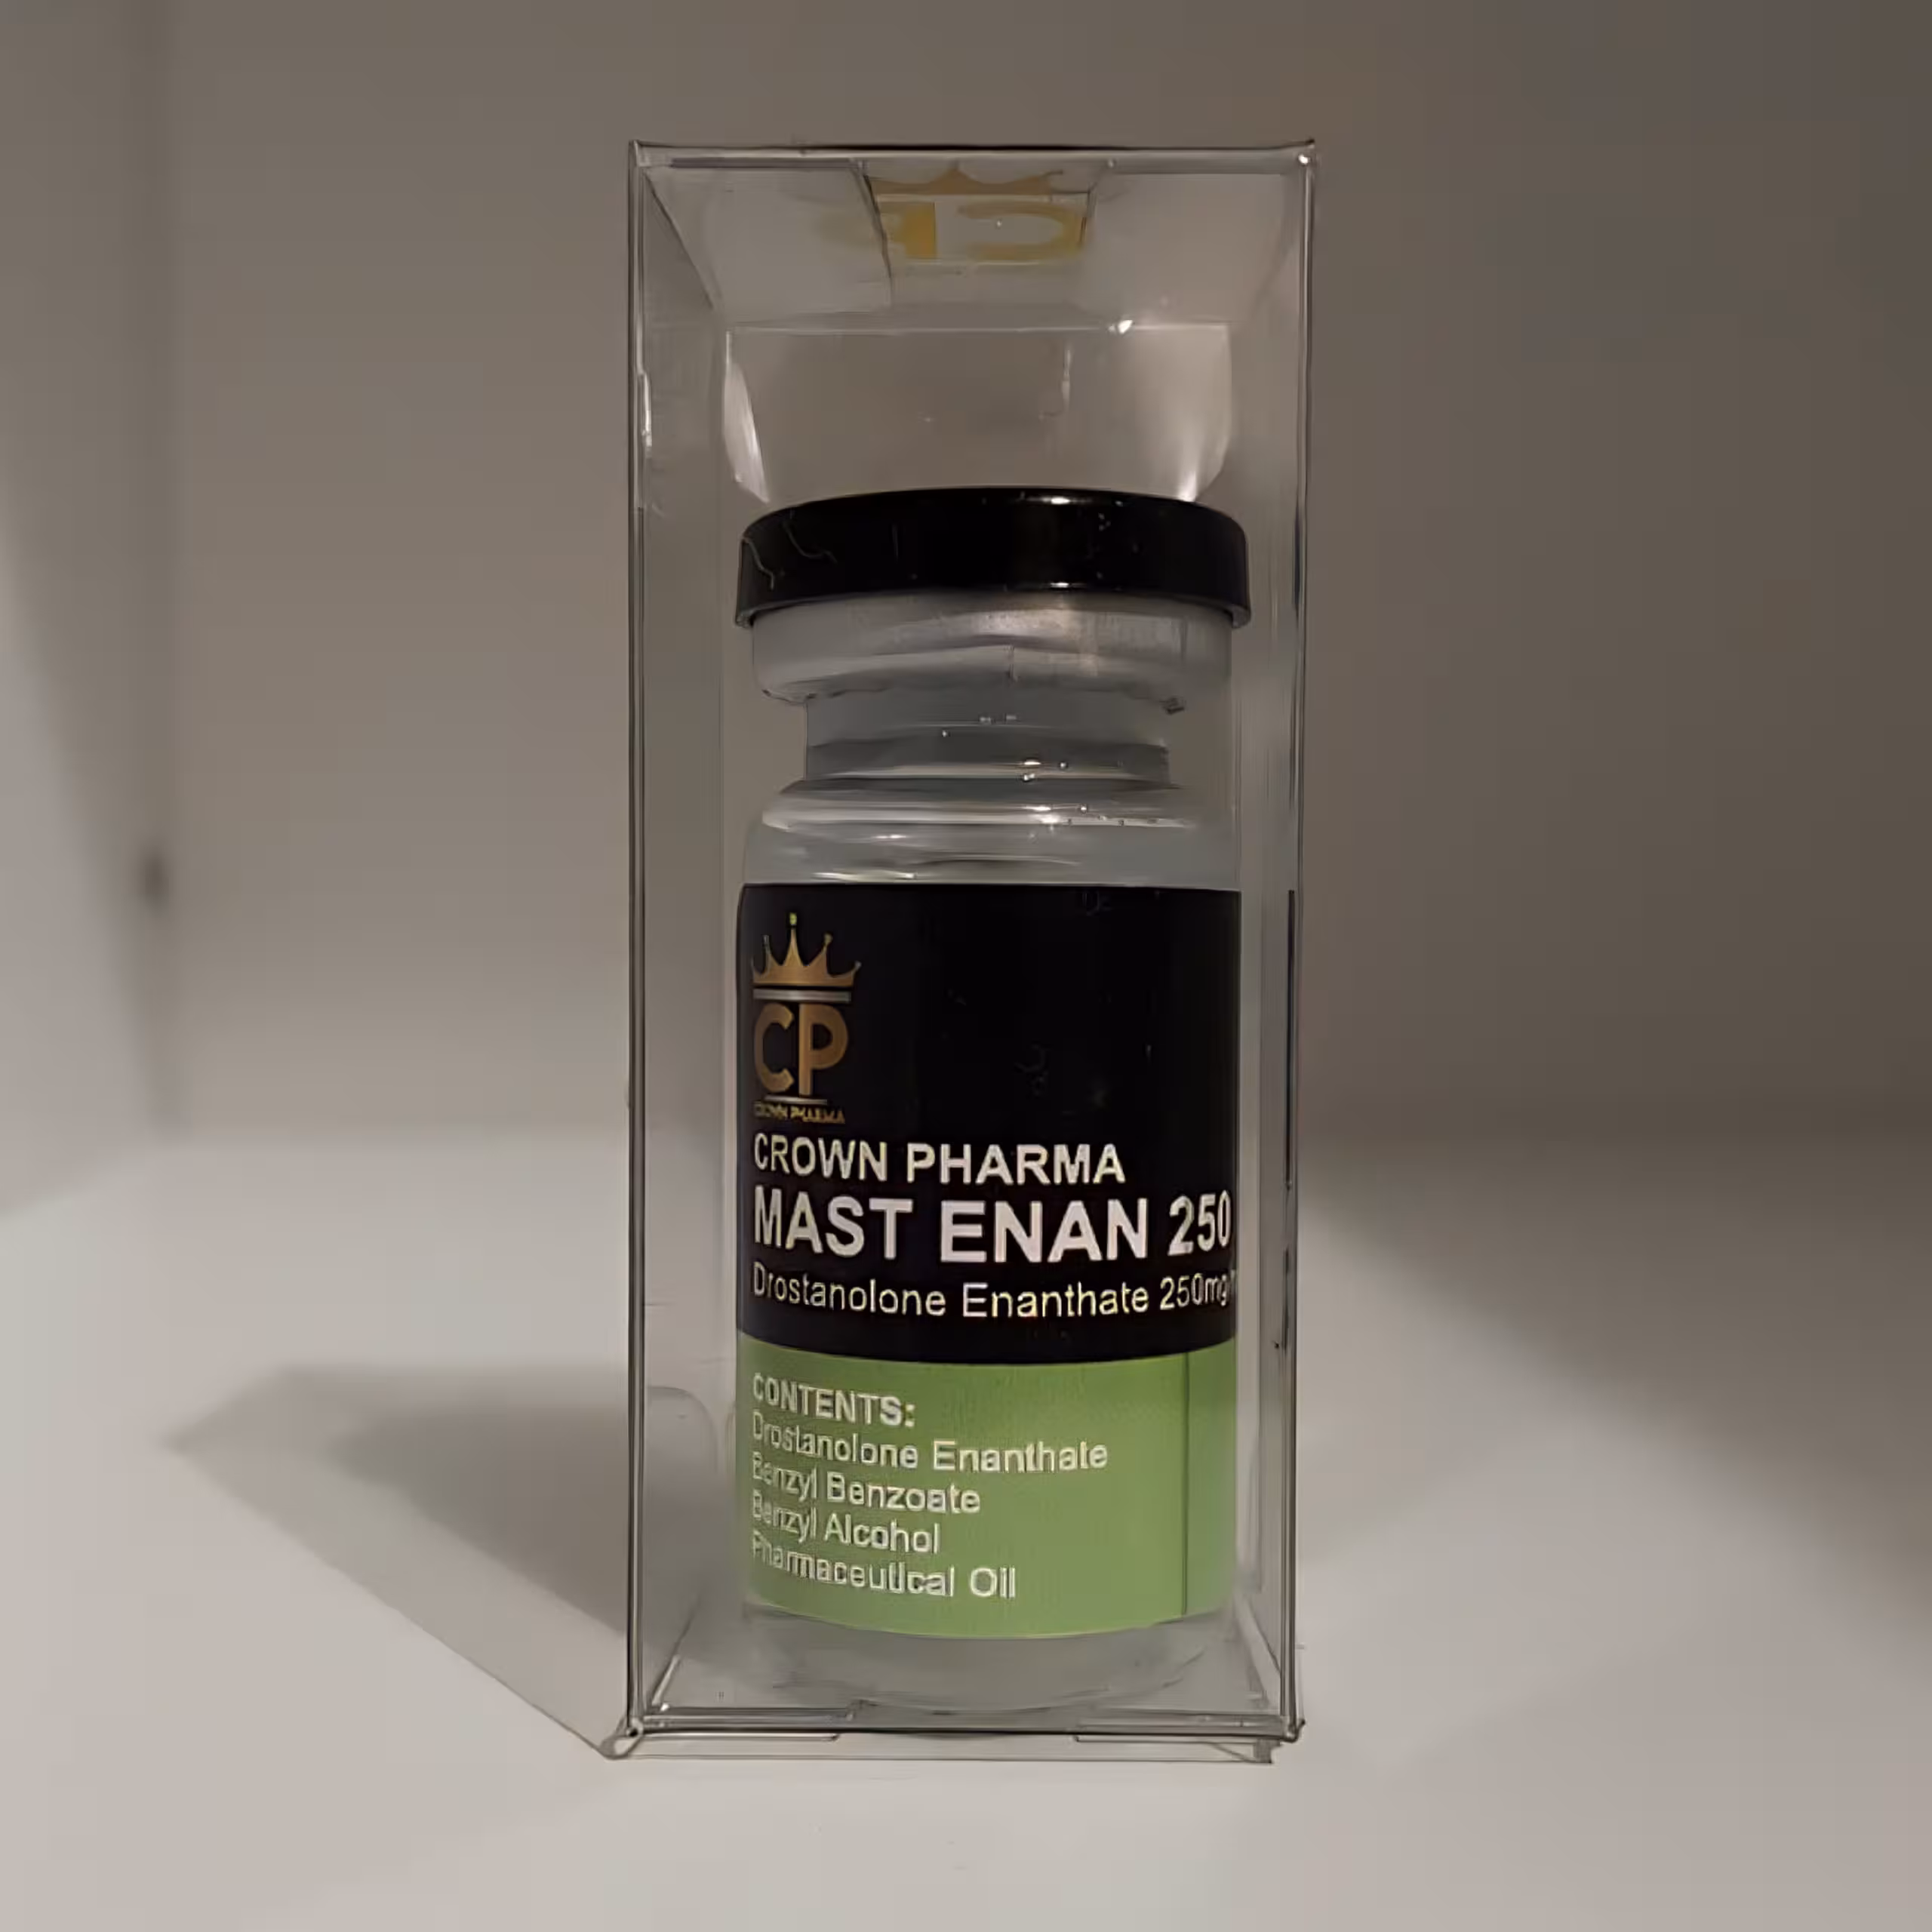 CP
CP
CROWN PHARMA
CROWN PHARMA
MAST ENAN 250
Drostanolone Enanthate 250mg/
CONTENTS:
Drostanolone Enanthate
Benzyl Benzoate
Benzyl Alcohol
Pharmaceutical Oil